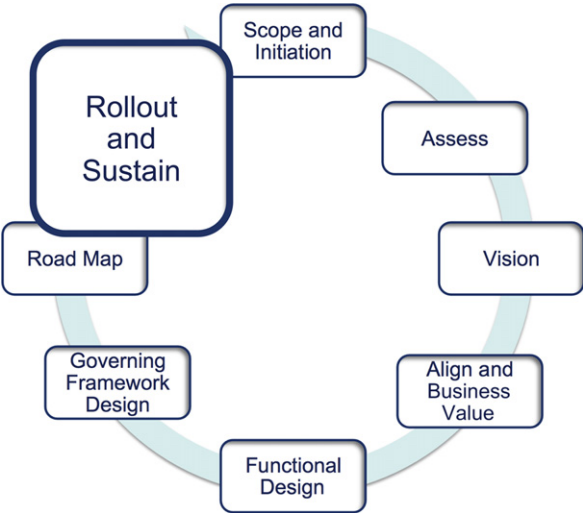 Scope and
Initiation
Assess
Vision
Align and
Business
Value
Functional
Design
Governing
Framework
Design
Road Map
Rollout
and
Sustain